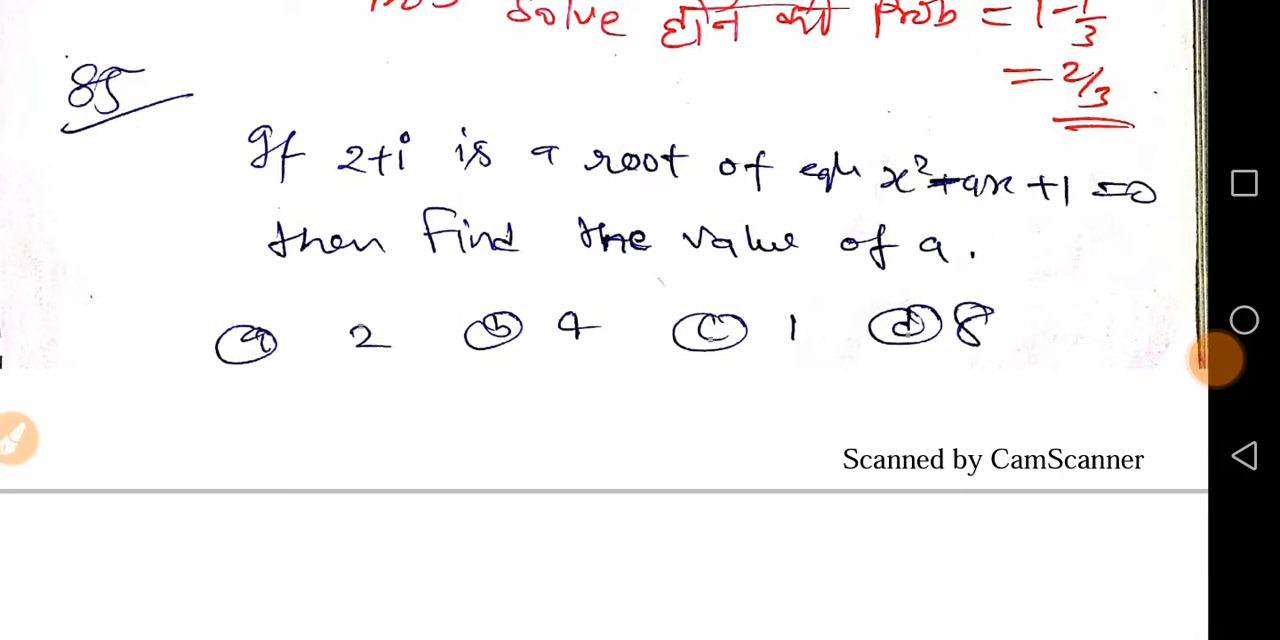 solve होने की Prob = 1 - 1/3
= 2/3
85
If 2+i is a root of eqn x² - ax + 1 = 0
then find the value of a.
(a) 2 (b) 4 (c) 1 (d) 8
Scanned by CamScanner